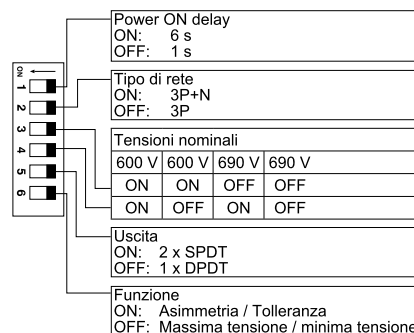 Power ON delay
ON: 6 s
OFF: 1 s
ON
1
2
3
4
5
6
Tipo di rete
ON: 3P+N
OFF: 3P
Tensioni nominali
600 V 600 V 690 V 690 V
ON ON OFF OFF
ON OFF ON OFF
Uscita
ON: 2 x SPDT
OFF: 1 x DPDT
Funzione
ON: Asimmetria / Tolleranza
OFF: Massima tensione / minima tensione